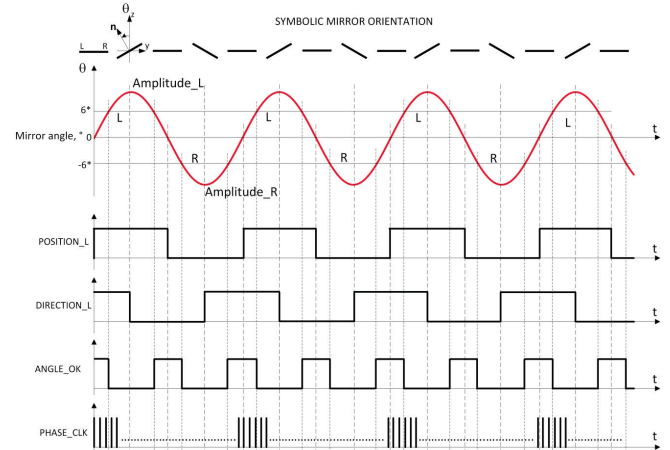 SYMBOLIC MIRROR ORIENTATION
θz
n
L R
y
θ
Amplitude_L
6*
L L L L
Mirror angle, ° 0 t
R R R
-6*
Amplitude_R
POSITION_L t
DIRECTION_L t
ANGLE_OK t
PHASE_CLK t